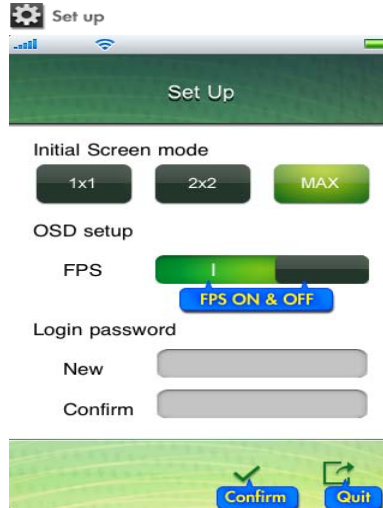 Set up
Set Up
Initial Screen mode
1x1 2x2 MAX
OSD setup
FPS I
FPS ON & OFF
Login password
New
Confirm
Confirm Quit